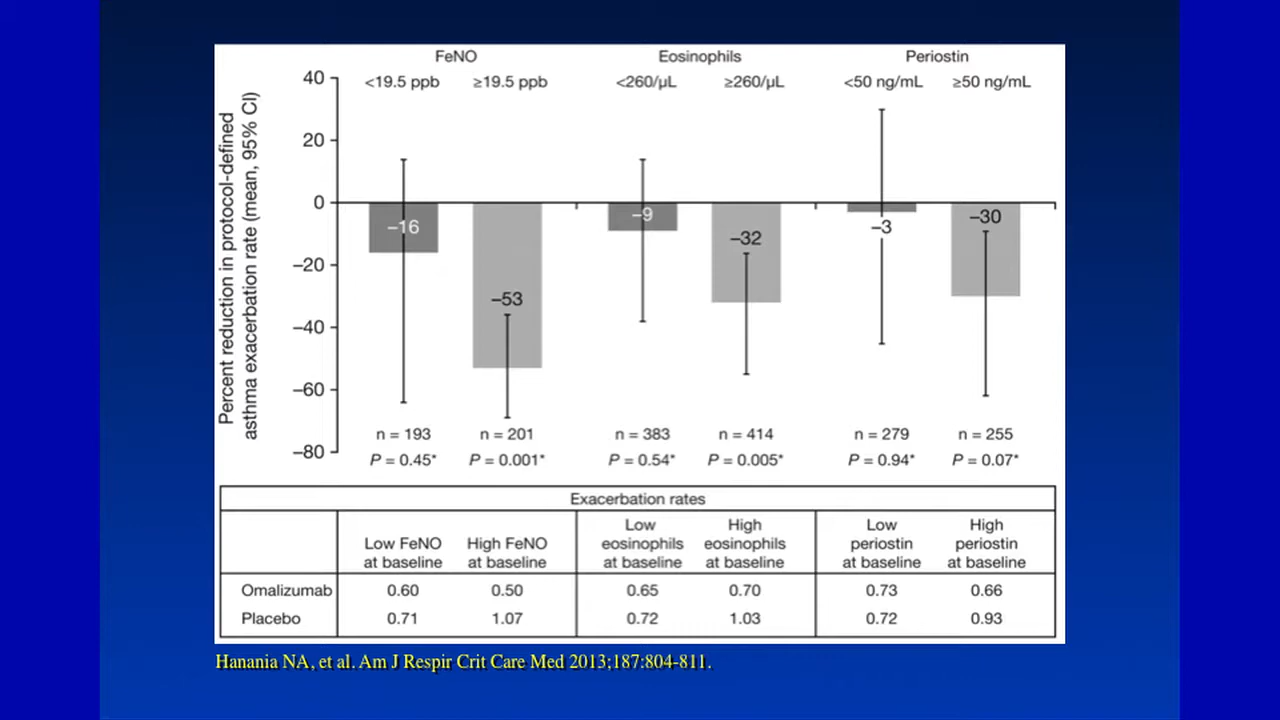 FeNO Eosinophils Periostin
<19.5 ppb ≥19.5 ppb <260/μL ≥260/μL <50 ng/mL ≥50 ng/mL
Percent reduction in protocol-defined
asthma exacerbation rate (mean, 95% CI)
40
20
0
–20
–40
–60
–80
–16
–53
–9
–32
–3
–30
n = 193 n = 201 n = 383 n = 414 n = 279 n = 255
P = 0.45* P = 0.001* P = 0.54* P = 0.005* P = 0.94* P = 0.07*
Exacerbation rates
Low FeNO
at baseline
High FeNO
at baseline
Low
eosinophils
at baseline
High
eosinophils
at baseline
Low
periostin
at baseline
High
periostin
at baseline
Omalizumab 0.60 0.50 0.65 0.70 0.73 0.66
Placebo 0.71 1.07 0.72 1.03 0.72 0.93
Hanania NA, et al. Am J Respir Crit Care Med 2013;187:804-811.